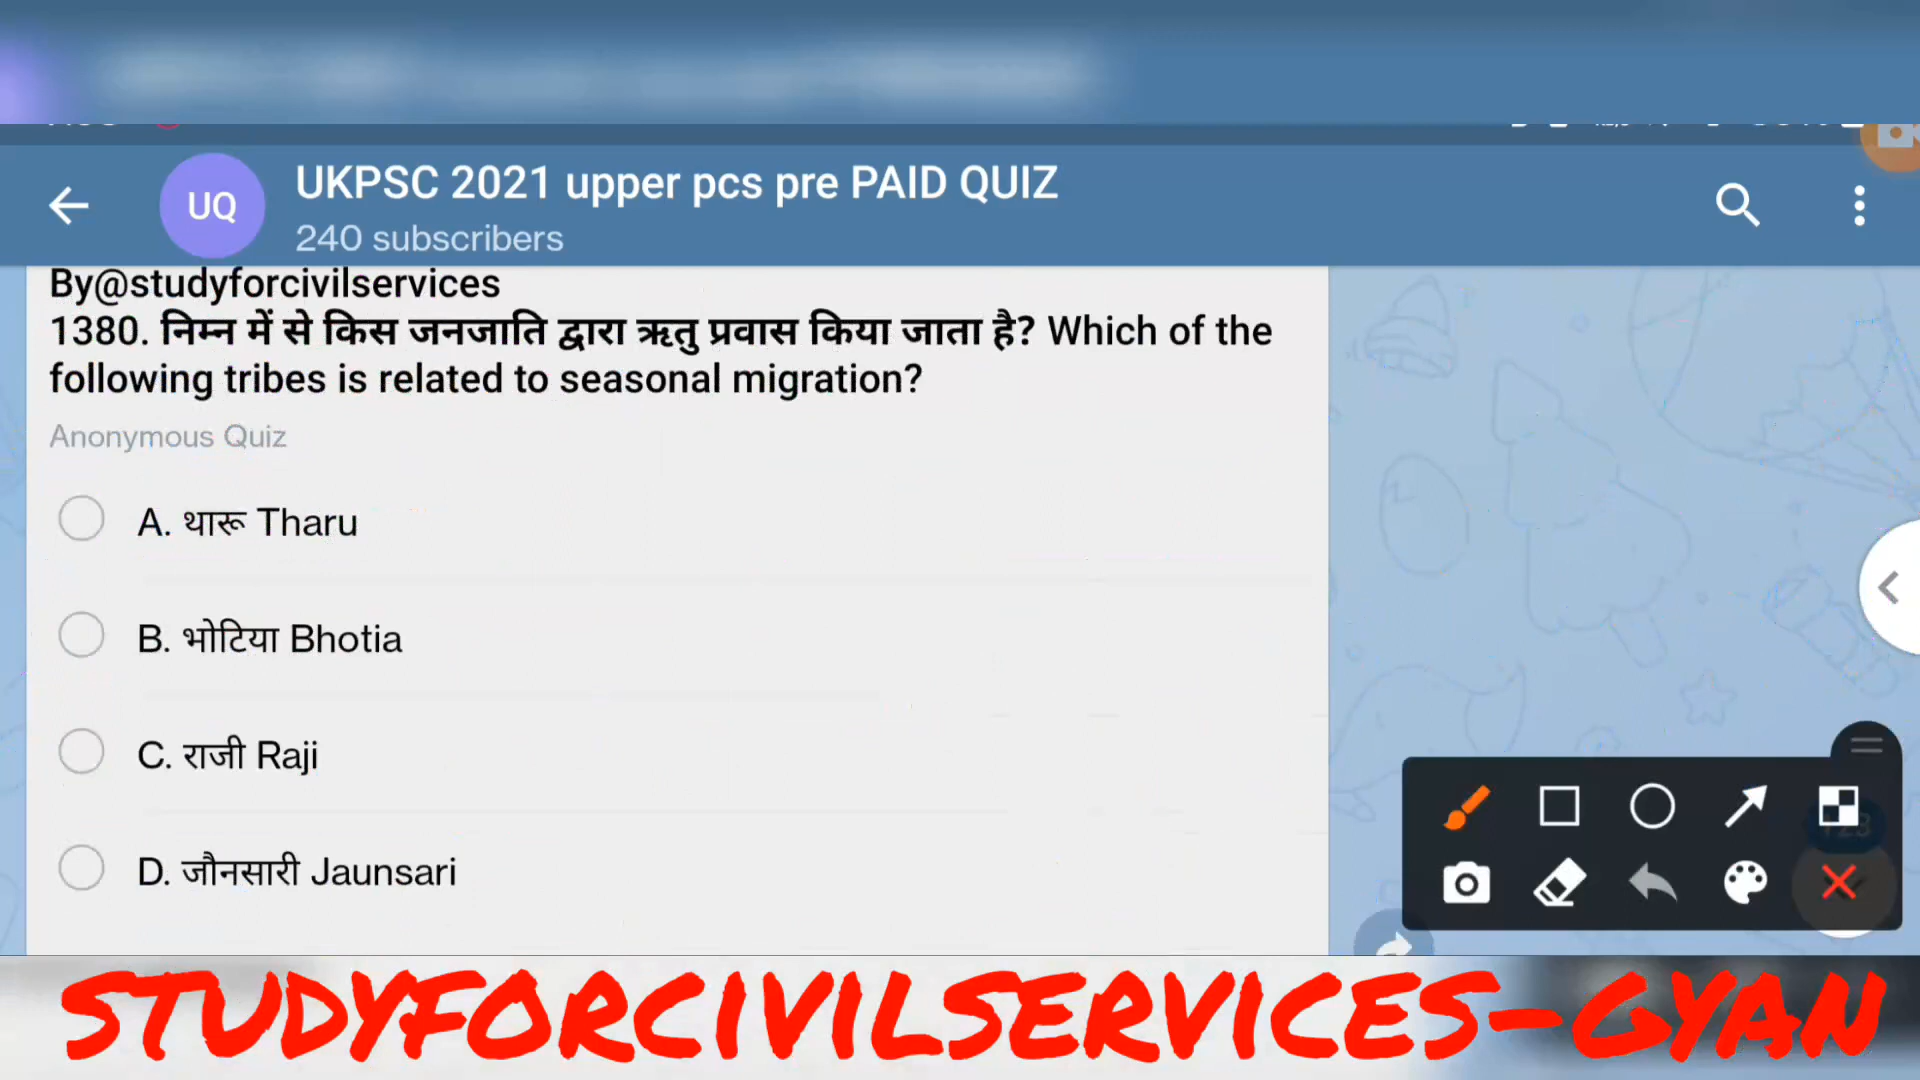 UQ
UKPSC 2021 upper pcs pre PAID QUIZ
240 subscribers
By@studyforcivilservices
1380. निम्न में से किस जनजाति द्वारा ऋतु प्रवास किया जाता है? Which of the
following tribes is related to seasonal migration?
Anonymous Quiz
A. थारू Tharu
B. भोटिया Bhotia
C. राजी Raji
D. जौनसारी Jaunsari
STUDYFORCIVILSERVICES-GYAN